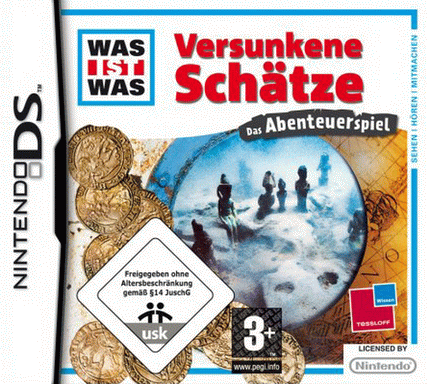 NINTENDO DS™
WAS
IST
WAS
Versunkene
Schätze
Das Abenteuerspiel
SEHEN | HÖREN | MITMACHEN
Freigegeben ohne
Altersbeschränkung
gemäß §14 JuschG
usk
3+
www.pegi.info
Wissen
TESSLOFF
LICENSED BY
Nintendo